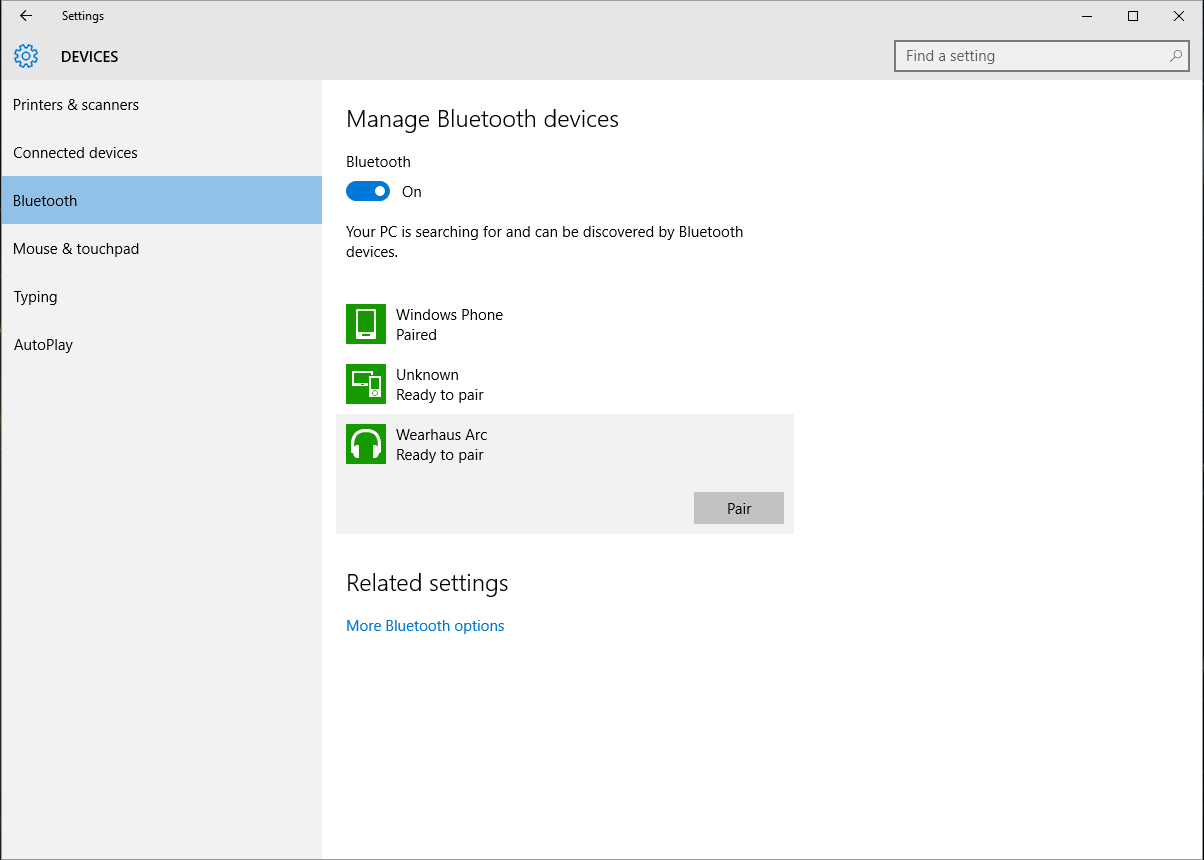 Settings
DEVICES
Find a setting
Printers & scanners
Connected devices
Bluetooth
Mouse & touchpad
Typing
AutoPlay
Manage Bluetooth devices
Bluetooth
On
Your PC is searching for and can be discovered by Bluetooth
devices.
Windows Phone
Paired
Unknown
Ready to pair
Wearhaus Arc
Ready to pair
Pair
Related settings
More Bluetooth options